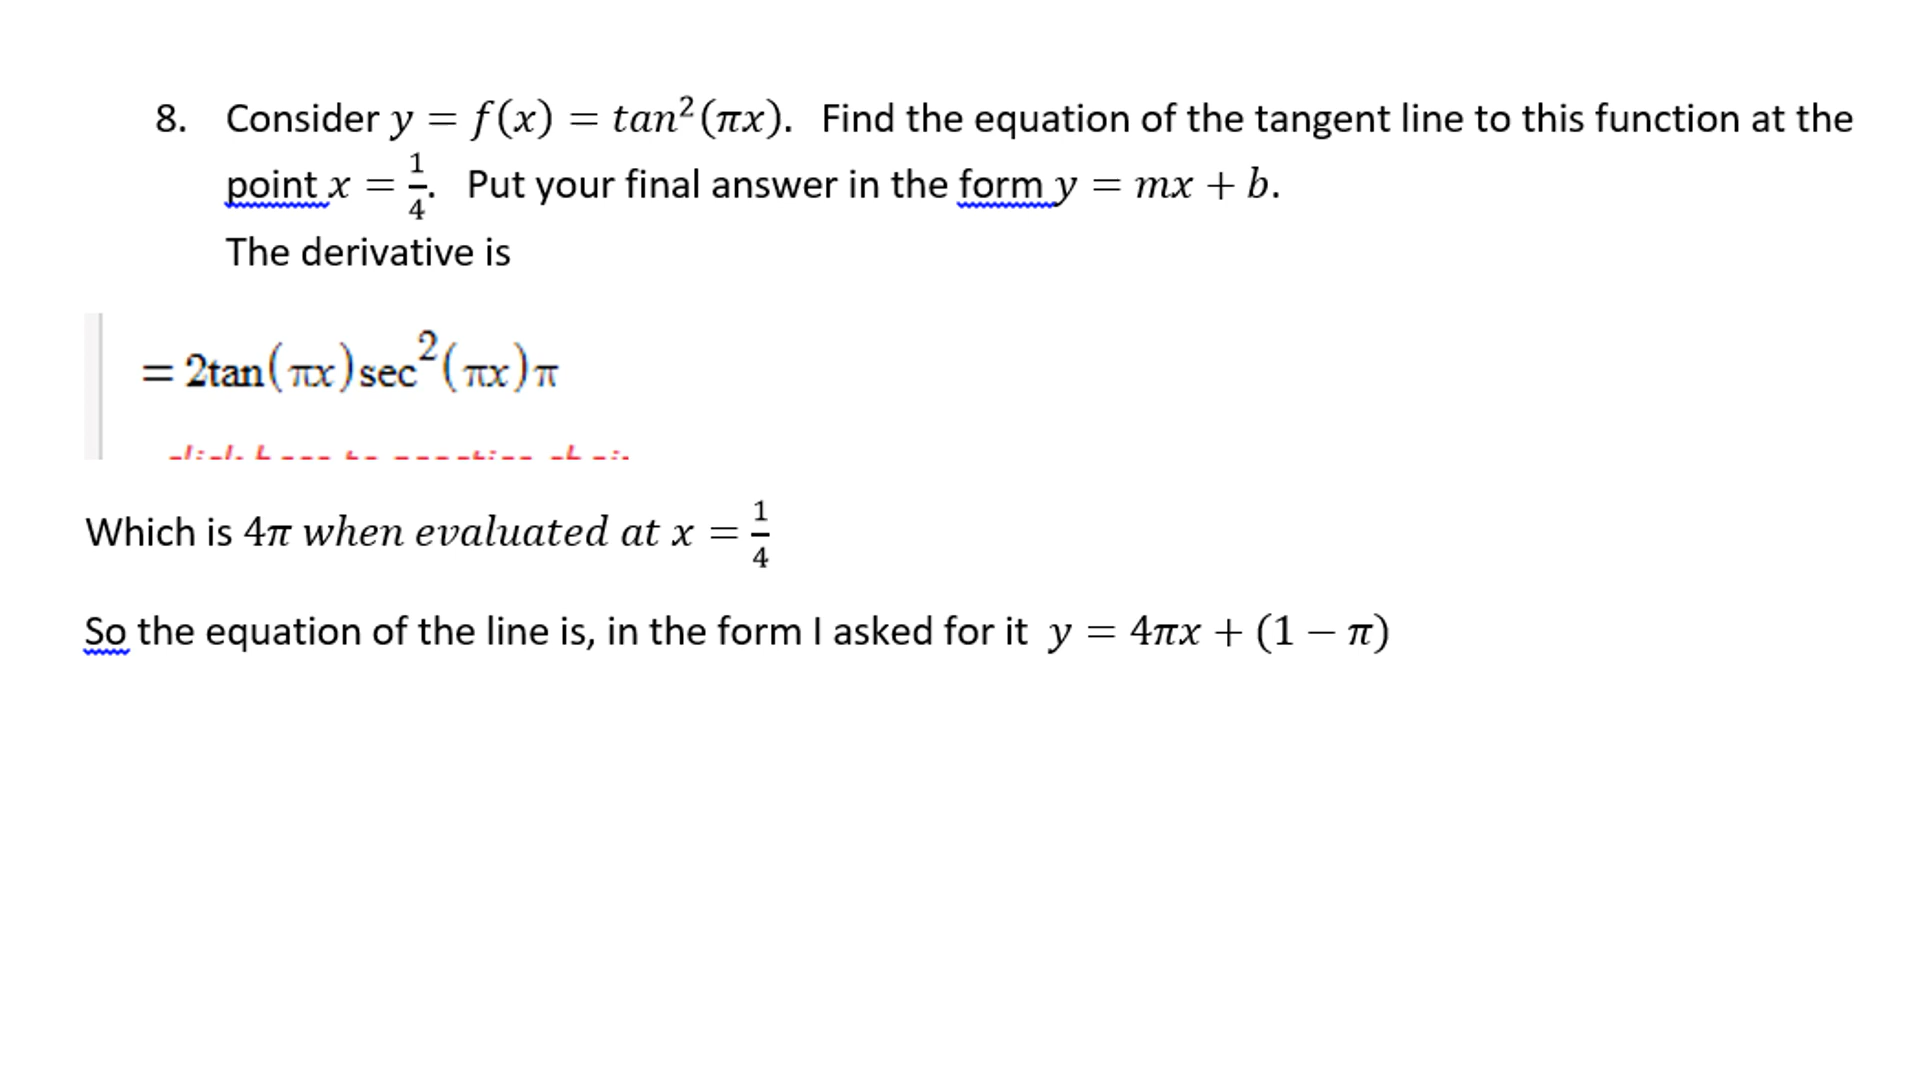 8. Consider y = f(x) = tan²(πx). Find the equation of the tangent line to this function at the
point x = 1/4. Put your final answer in the form y = mx + b.
The derivative is
= 2tan(πx)sec²(πx)π
Which is 4π when evaluated at x = 1/4
So the equation of the line is, in the form I asked for it y = 4πx + (1 − π)